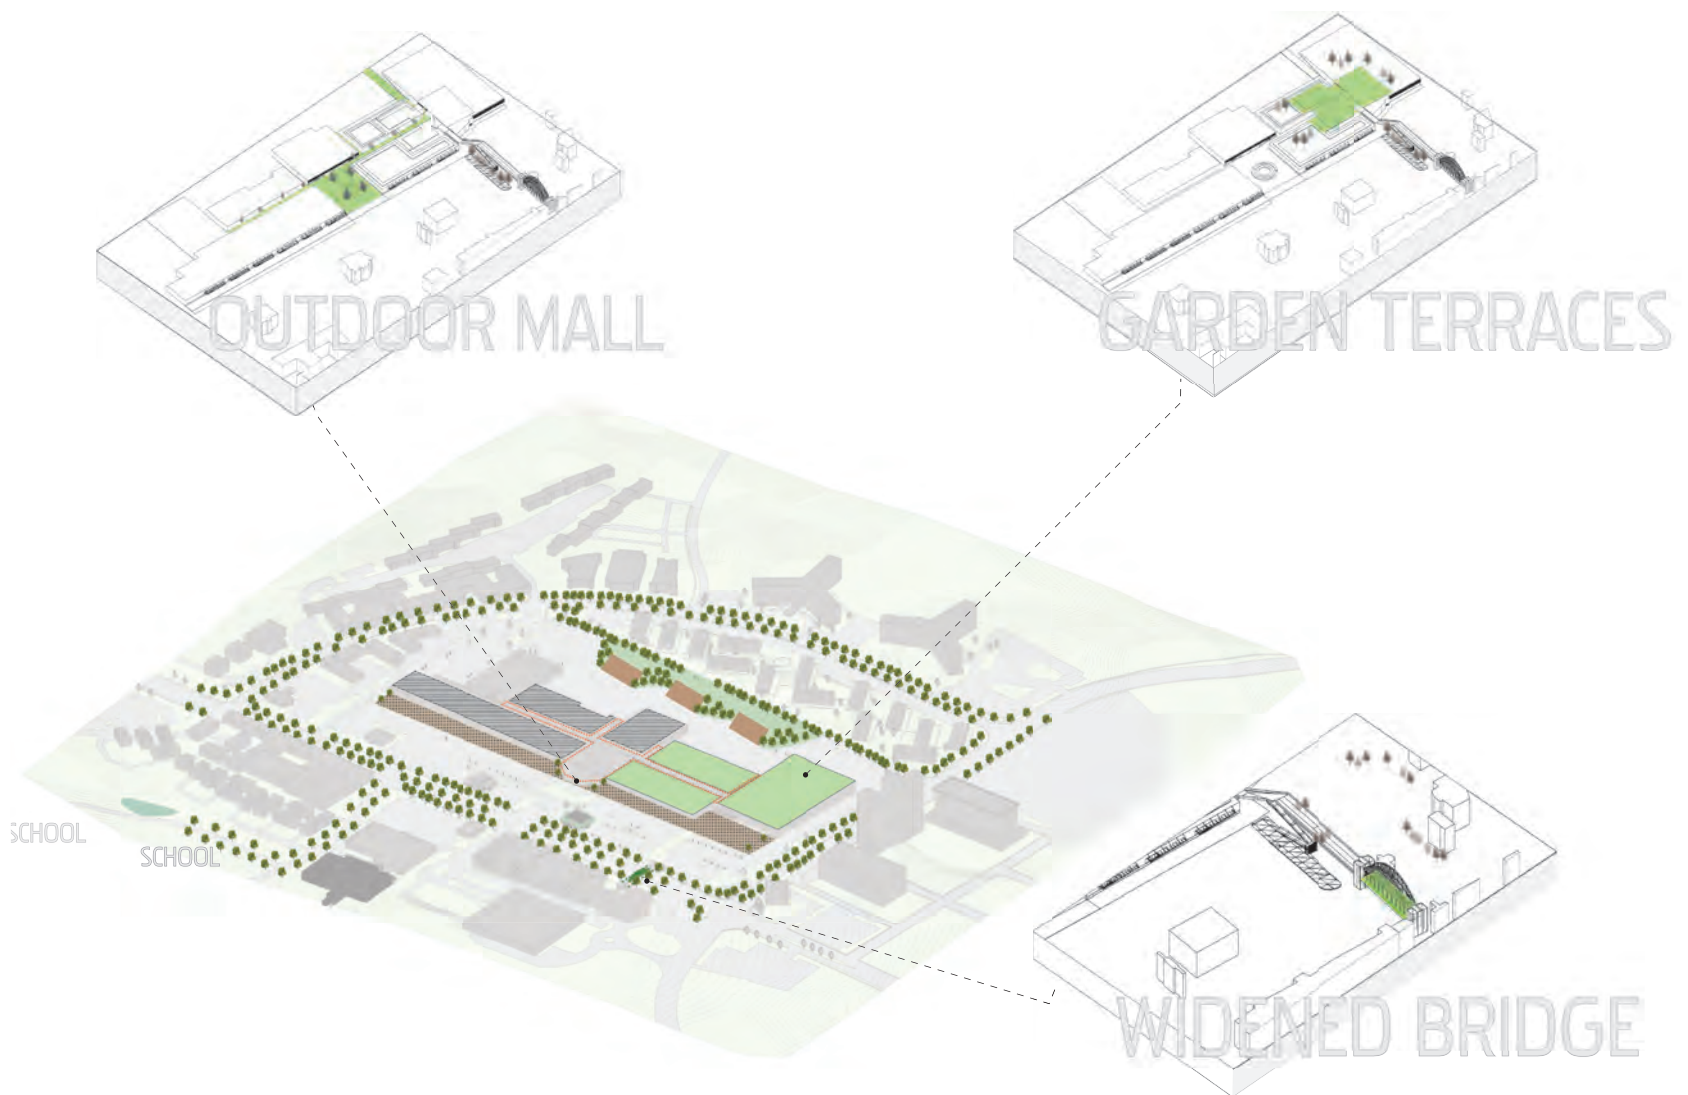 OUTDOOR MALL
GARDEN TERRACES
SCHOOL
SCHOOL
WIDENED BRIDGE